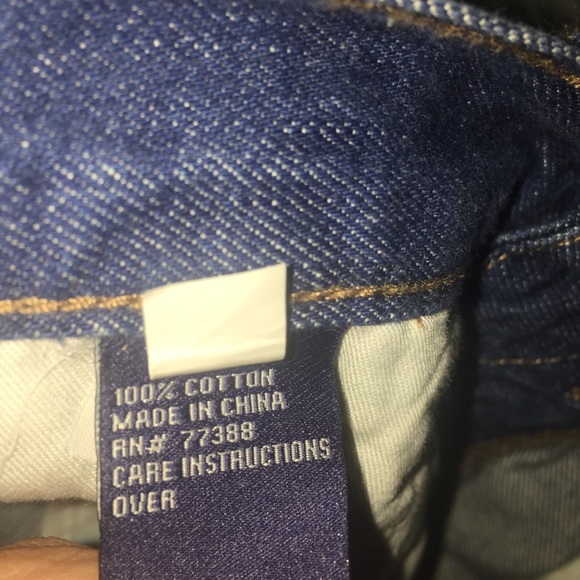 100% COTTON
MADE IN CHINA
RN# 77388
CARE INSTRUCTIONS
OVER